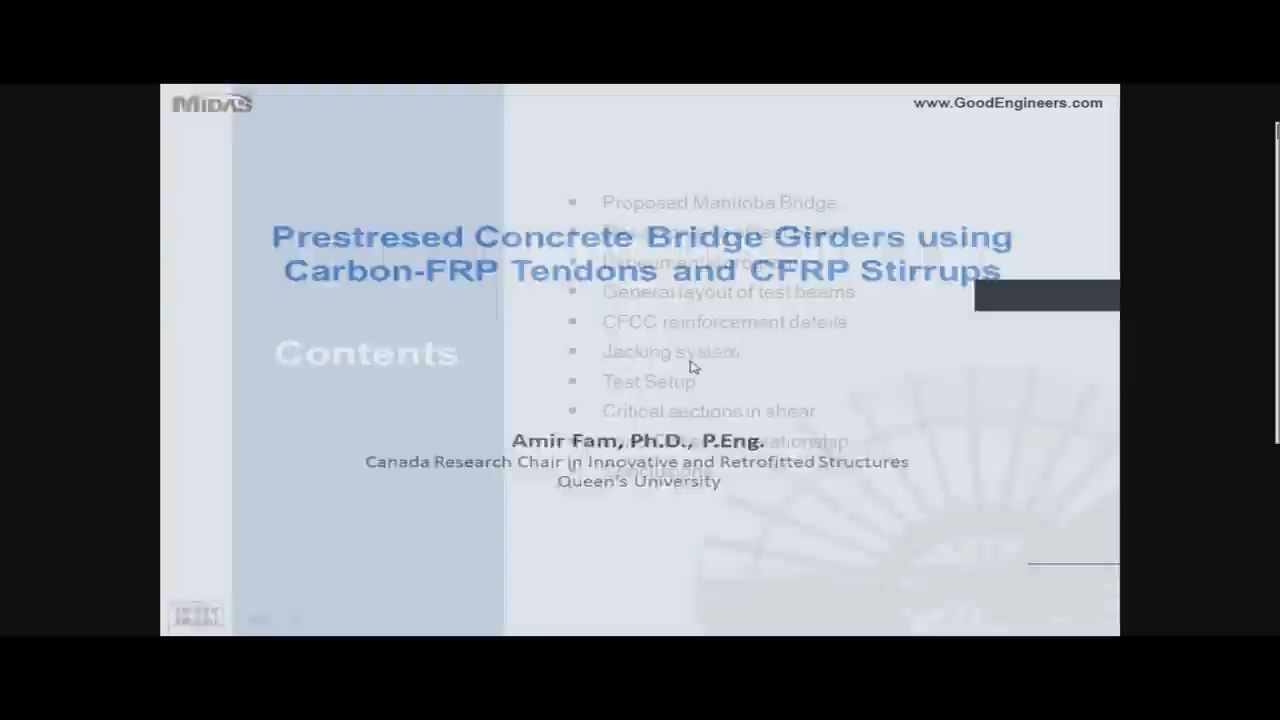 MIDAS
www.GoodEngineers.com
Prestresed Concrete Bridge Girders using
Carbon-FRP Tendons and CFRP Stirrups
Contents
Proposed Manitoba Bridge
General layout of test beams
CFCC reinforcement details
Jacking system
Test Setup
Critical sections in shear
relationship
Amir Fam, Ph.D., P.Eng.
Canada Research Chair in Innovative and Retrofitted Structures
Queen's University